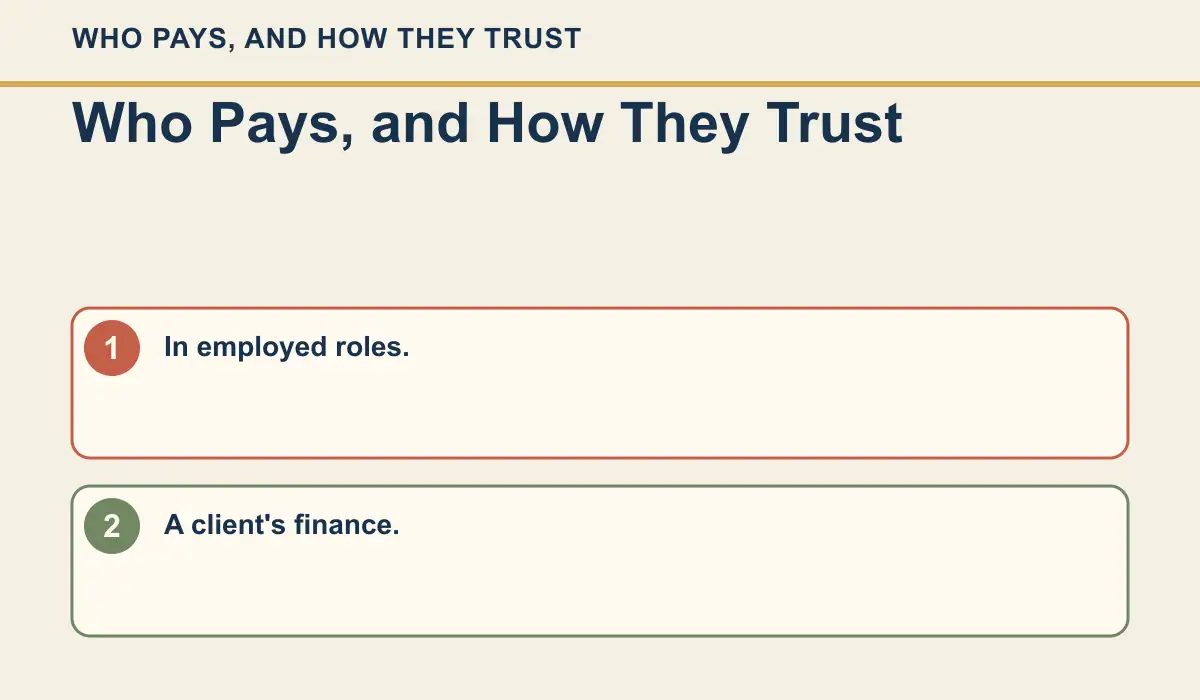 WHO PAYS, AND HOW THEY TRUST
Who Pays, and How They Trust
1
In employed roles.
2
A client's finance.